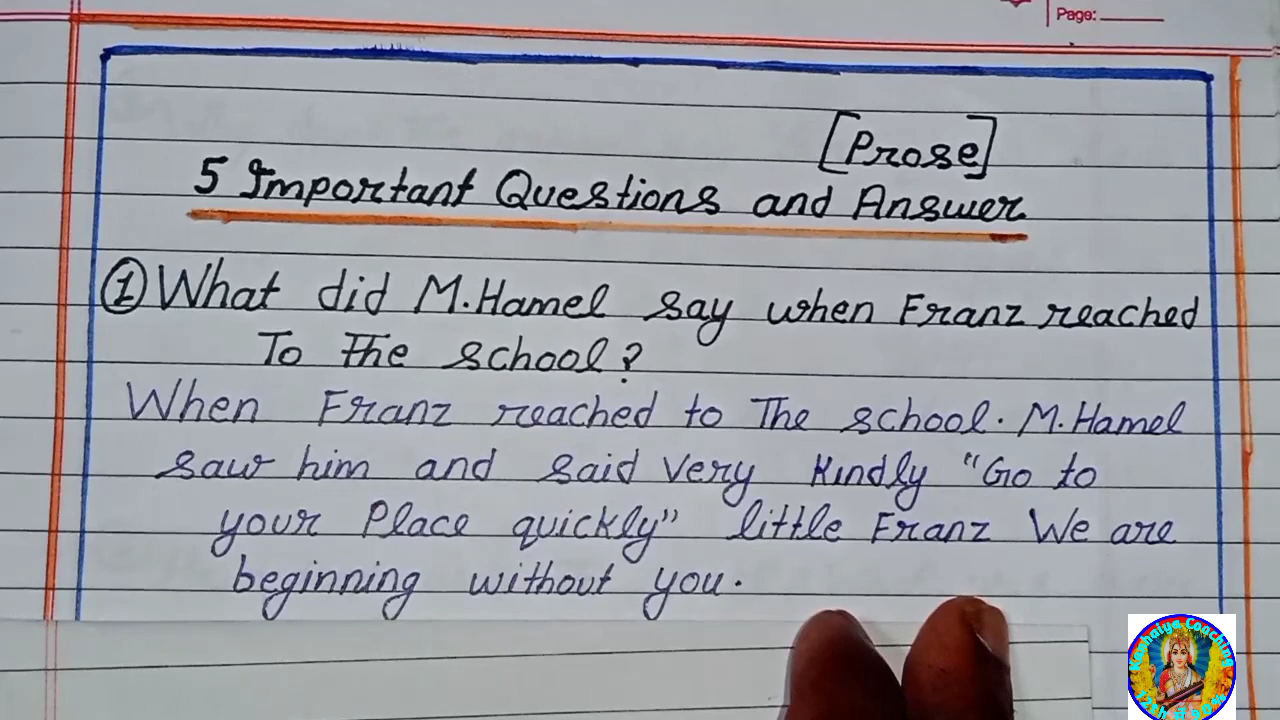 Page:
[Prose]
5 Important Questions and Answer
① What did M.Hamel say when Franz reached
To The school?
When Franz reached to The school. M.Hamel
saw him and said very Kindly "Go to
your Place quickly" little Franz We are
beginning without you.
Kanhaiya Coaching